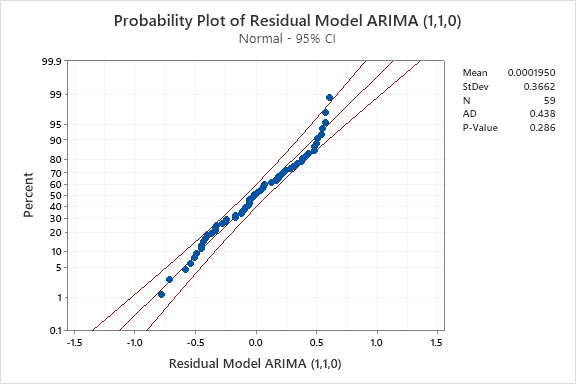 Probability Plot of Residual Model ARIMA (1,1,0)
Normal - 95% CI
Mean 0.0001950
StDev 0.3662
N 59
AD 0.438
P-Value 0.286
Percent
99.9
99
95
90
80
70
60
50
40
30
20
10
5
1
0.1
-1.5 -1.0 -0.5 0.0 0.5 1.0 1.5
Residual Model ARIMA (1,1,0)